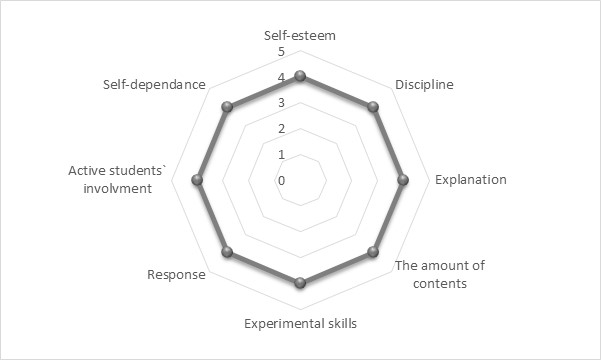 Self-esteem
5
Self-dependance
Discipline
4
3
2
1
Active students`
involvment
0
Explanation
Response
The amount of
contents
Experimental skills